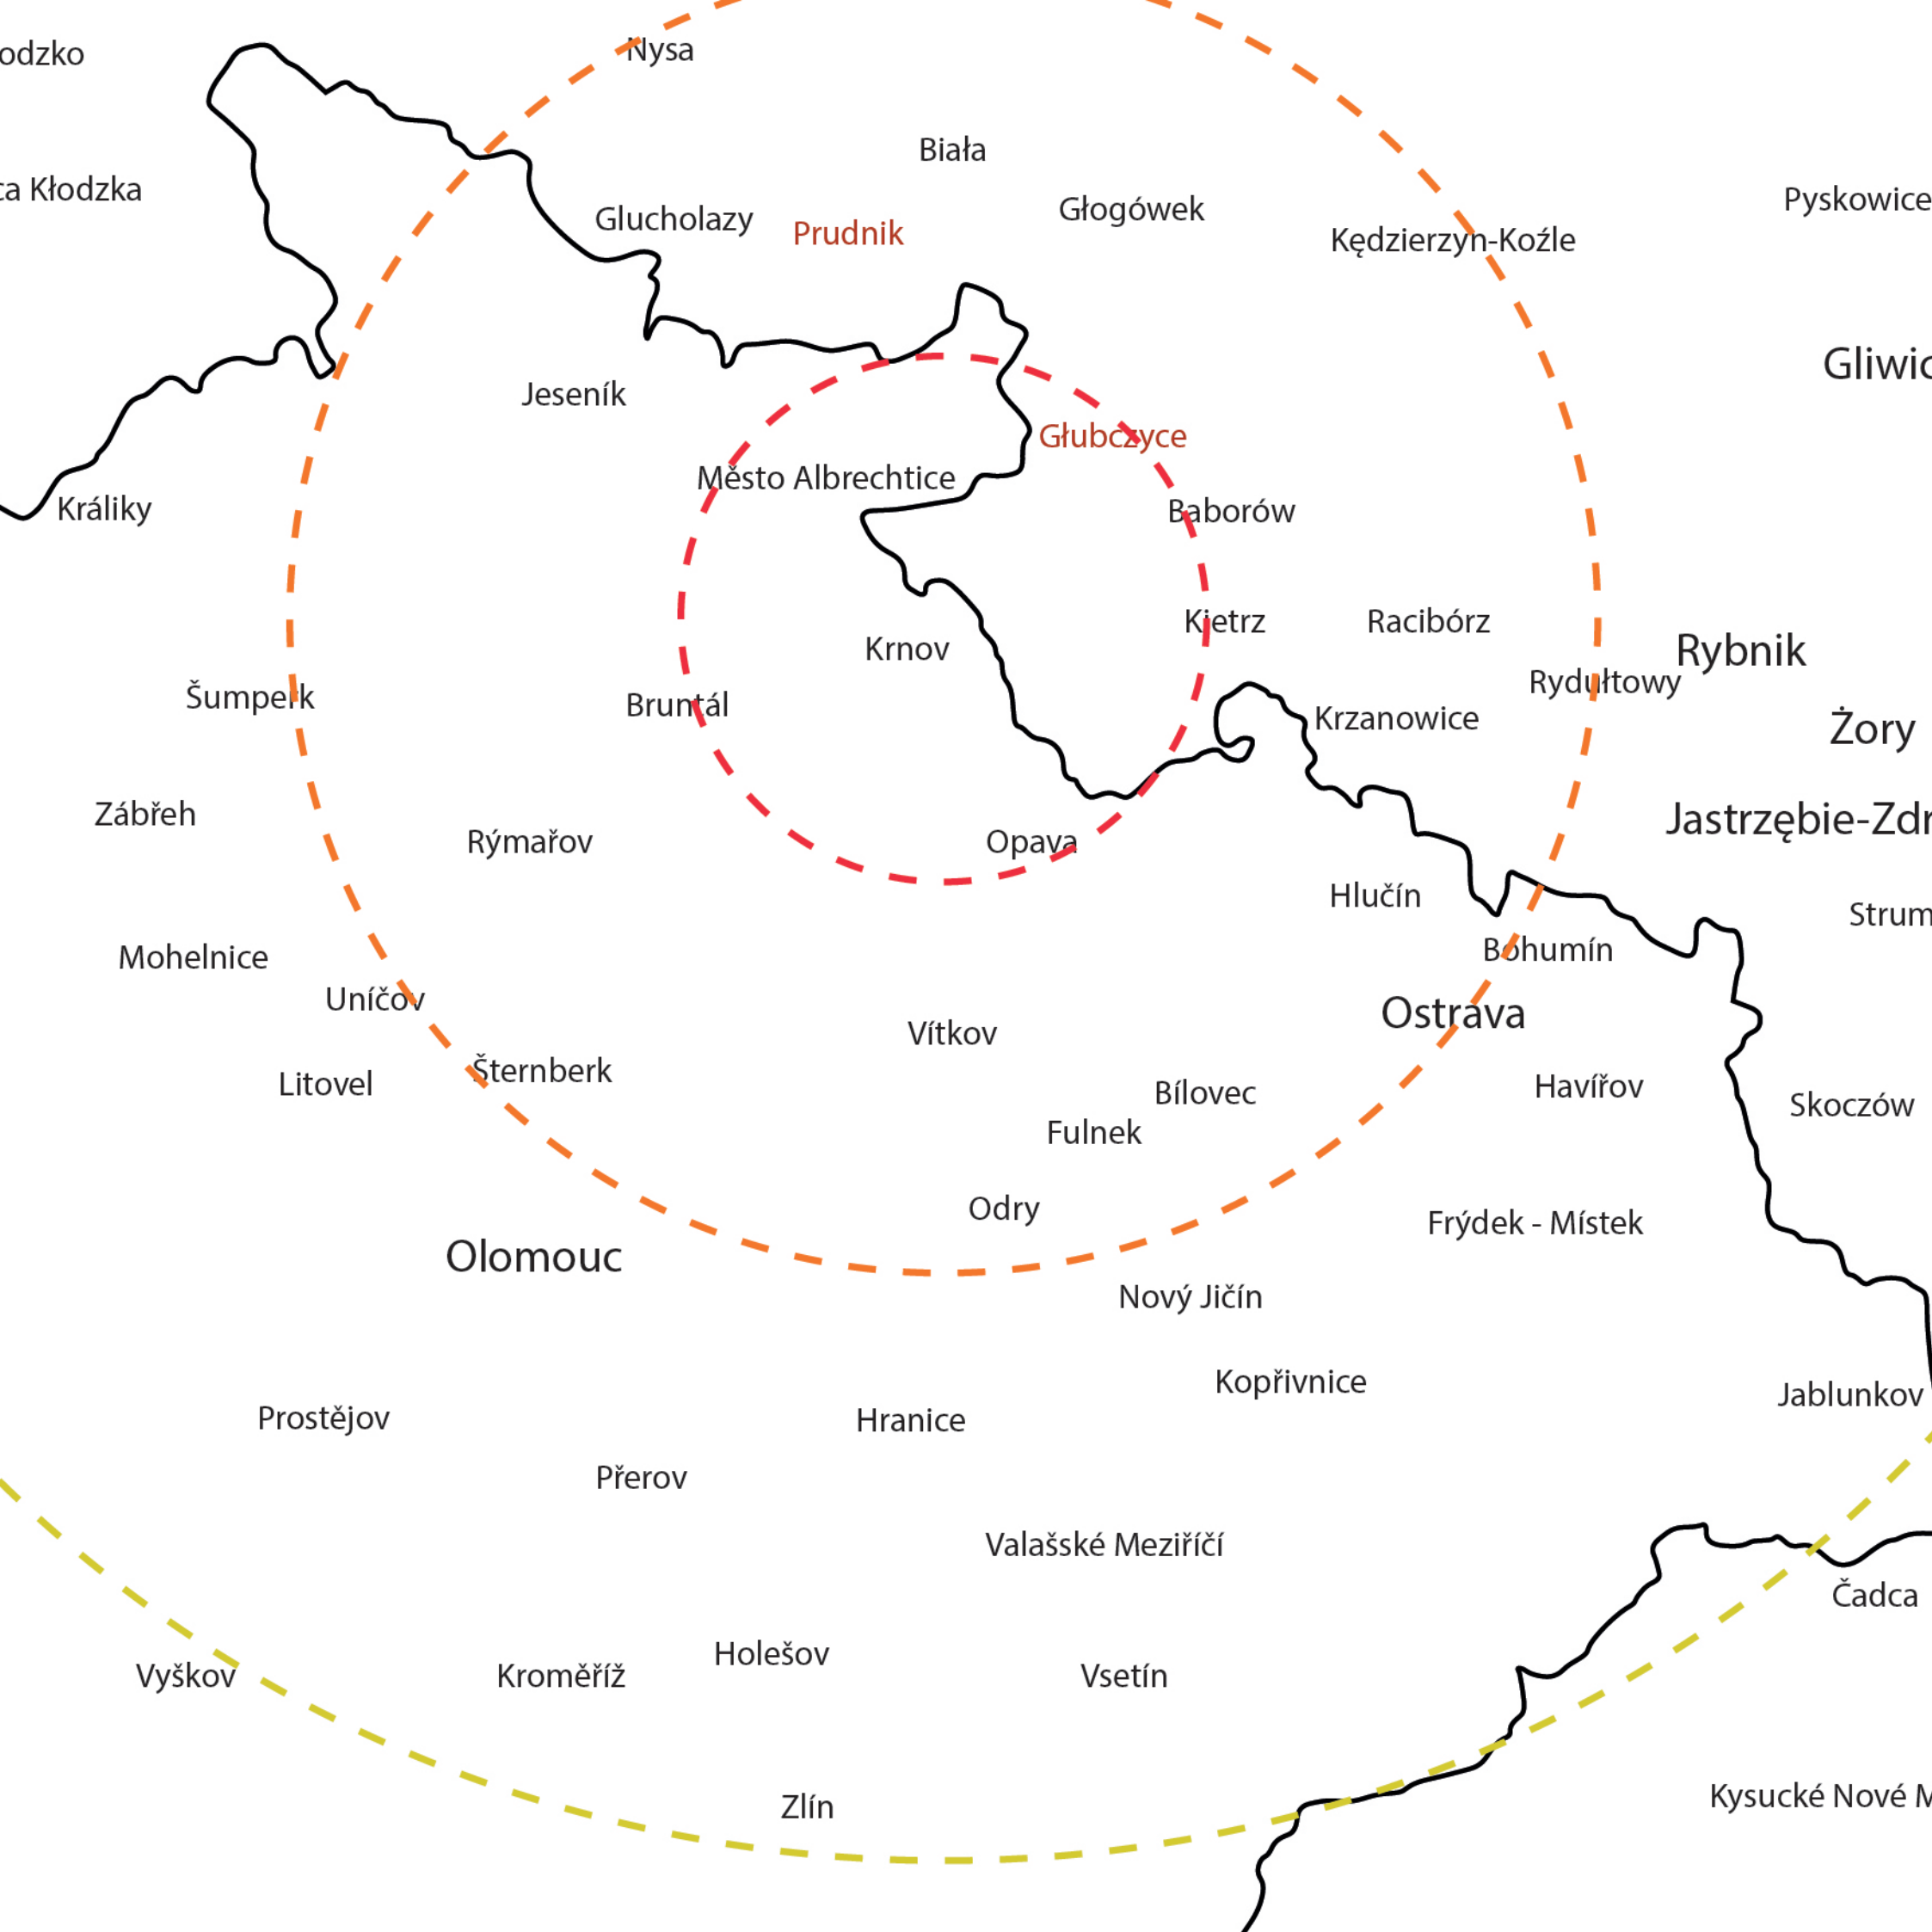 odzko
Nysa
Biała
ca Kłodzka
Pyskowice
Głogówek
Glucholazy
Prudnik
Kędzierzyn-Koźle
Gliwic
Jeseník
Głubczyce
Město Albrechtice
Králiky
Baborów
Kietrz
Racibórz
Krnov
Rybnik
Rydułtowy
Šumperk
Bruntál
Krzanowice
Żory
Zábřeh
Jastrzębie-Zdr
Rýmařov
Opava
Hlučín
Strum
Bohumín
Mohelnice
Uníčov
Ostrava
Vítkov
Šternberk
Litovel
Havířov
Bílovec
Skoczów
Fulnek
Odry
Frýdek - Místek
Olomouc
Nový Jičín
Kopřivnice
Jablunkov
Prostějov
Hranice
Přerov
Valašské Meziříčí
Čadca
Holešov
Vyškov
Kroměříž
Vsetín
Kysucké Nové M
Zlín